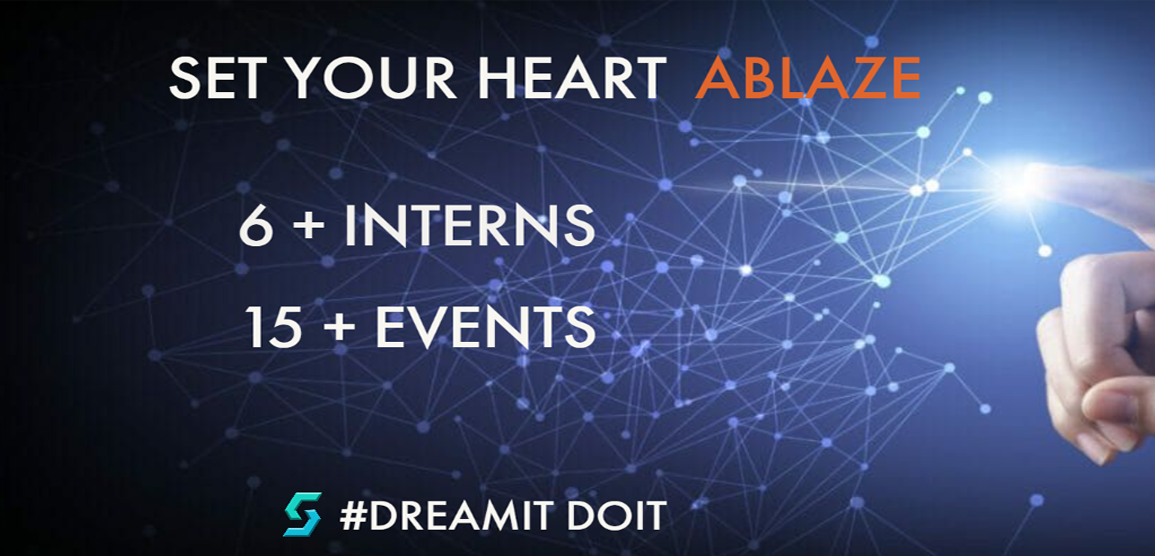 SET YOUR HEART ABLAZE
6 + INTERNS
15 + EVENTS
#DREAMIT DOIT